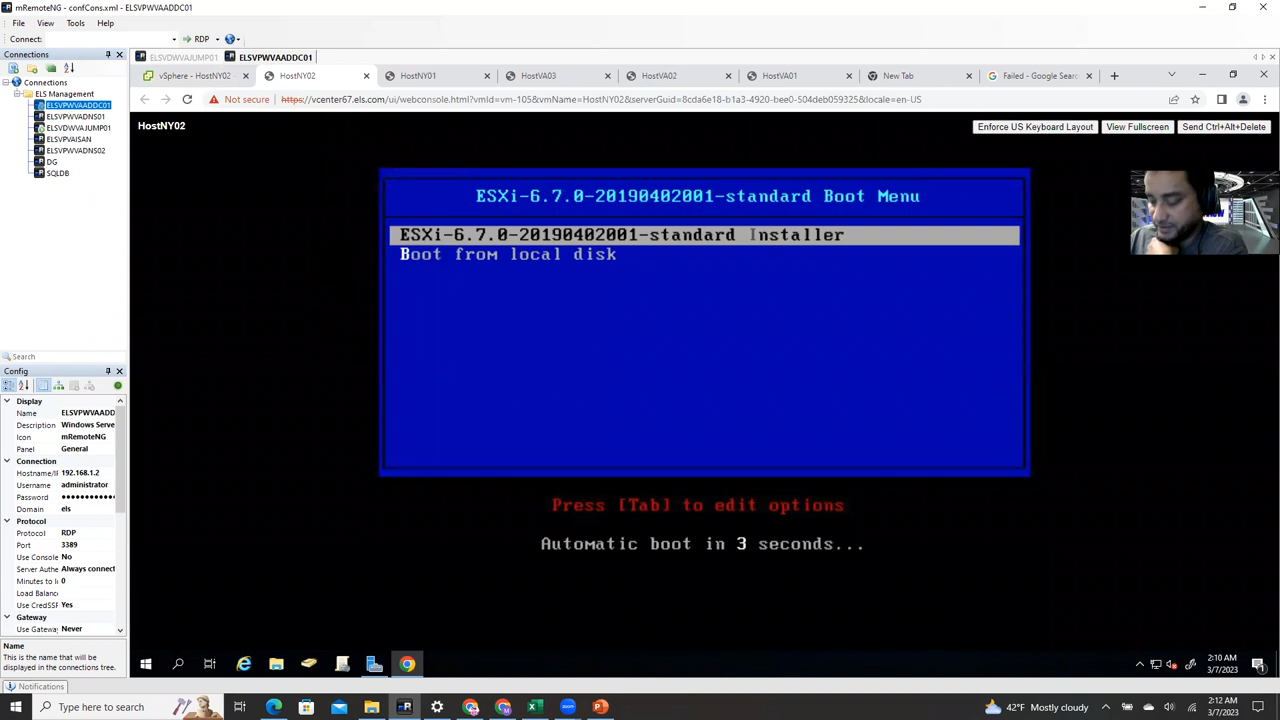 mRemoteNG - confCons.xml - ELSVPWVAADDC01
File View Tools Help
Connect: RDP
Connections
ELSVDWVAJUMP01 ELSVPWVAADDC01
vSphere - HostNY02 HostNY02 HostNY01 HostVA03 HostVA02 HostVA01 New Tab Failed - Google Searc
Not secure https://vcenter67.els.com/ui/webconsole.html?vmId=vm-105&vmName=HostNY02&serverGuid=8cda6e18-b
920-bee0-504deb059325&locale=en-US
Connections
ELS Management
ELSVPWVAADDC01
ELSVPWVADNS01
ELSVDWVAJUMP01
ELSVPVAISAN
ELSVPWVADNS02
DG
SQLDB
HostNY02
Enforce US Keyboard Layout View Fullscreen Send Ctrl+Alt+Delete
ESXi-6.7.0-20190402001-standard Boot Menu
ESXi-6.7.0-20190402001-standard Installer
Boot from local disk
Press [Tab] to edit options
Automatic boot in 3 seconds...
Search
Config
Display
Name ELSVPWVAADD
Description Windows Serve
Icon mRemoteNG
Panel General
Connection
Hostname/I 192.168.1.2
Username administrator
Password ••••••••••••
Domain els
Protocol
Protocol RDP
Port 3389
Use Console No
Server Authe Always connect
Minutes to I 0
Load Balanc
Use CredSSP Yes
Gateway
Use Gateway Never
Name
This is the name that will be
displayed in the connections tree.
Notifications
2:10 AM
3/7/2023
Type here to search
42°F Mostly cloudy
2:12 AM
3/7/2023